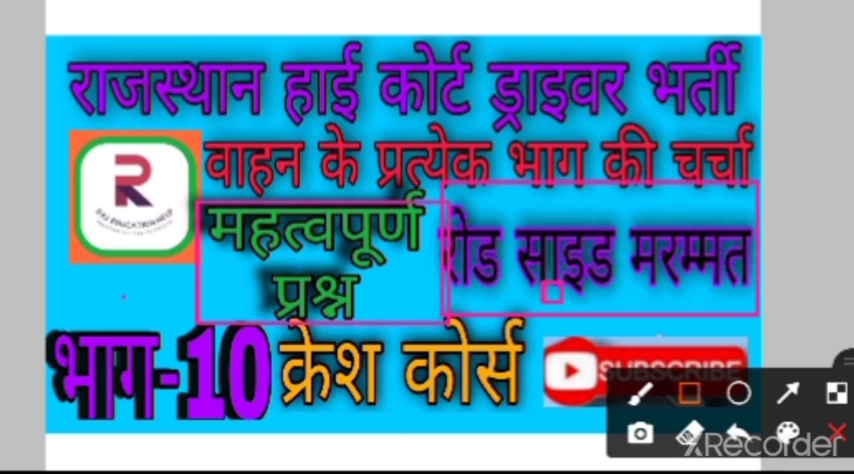 राजस्थान हाई कोर्ट ड्राइवर भर्ती
वाहन के प्रत्येक भाग की चर्चा
महत्वपूर्ण
प्रश्न
रोड साइड मरम्मत
भाग-10
क्रेश कोर्स
SUBSCRIBE
XRecorder